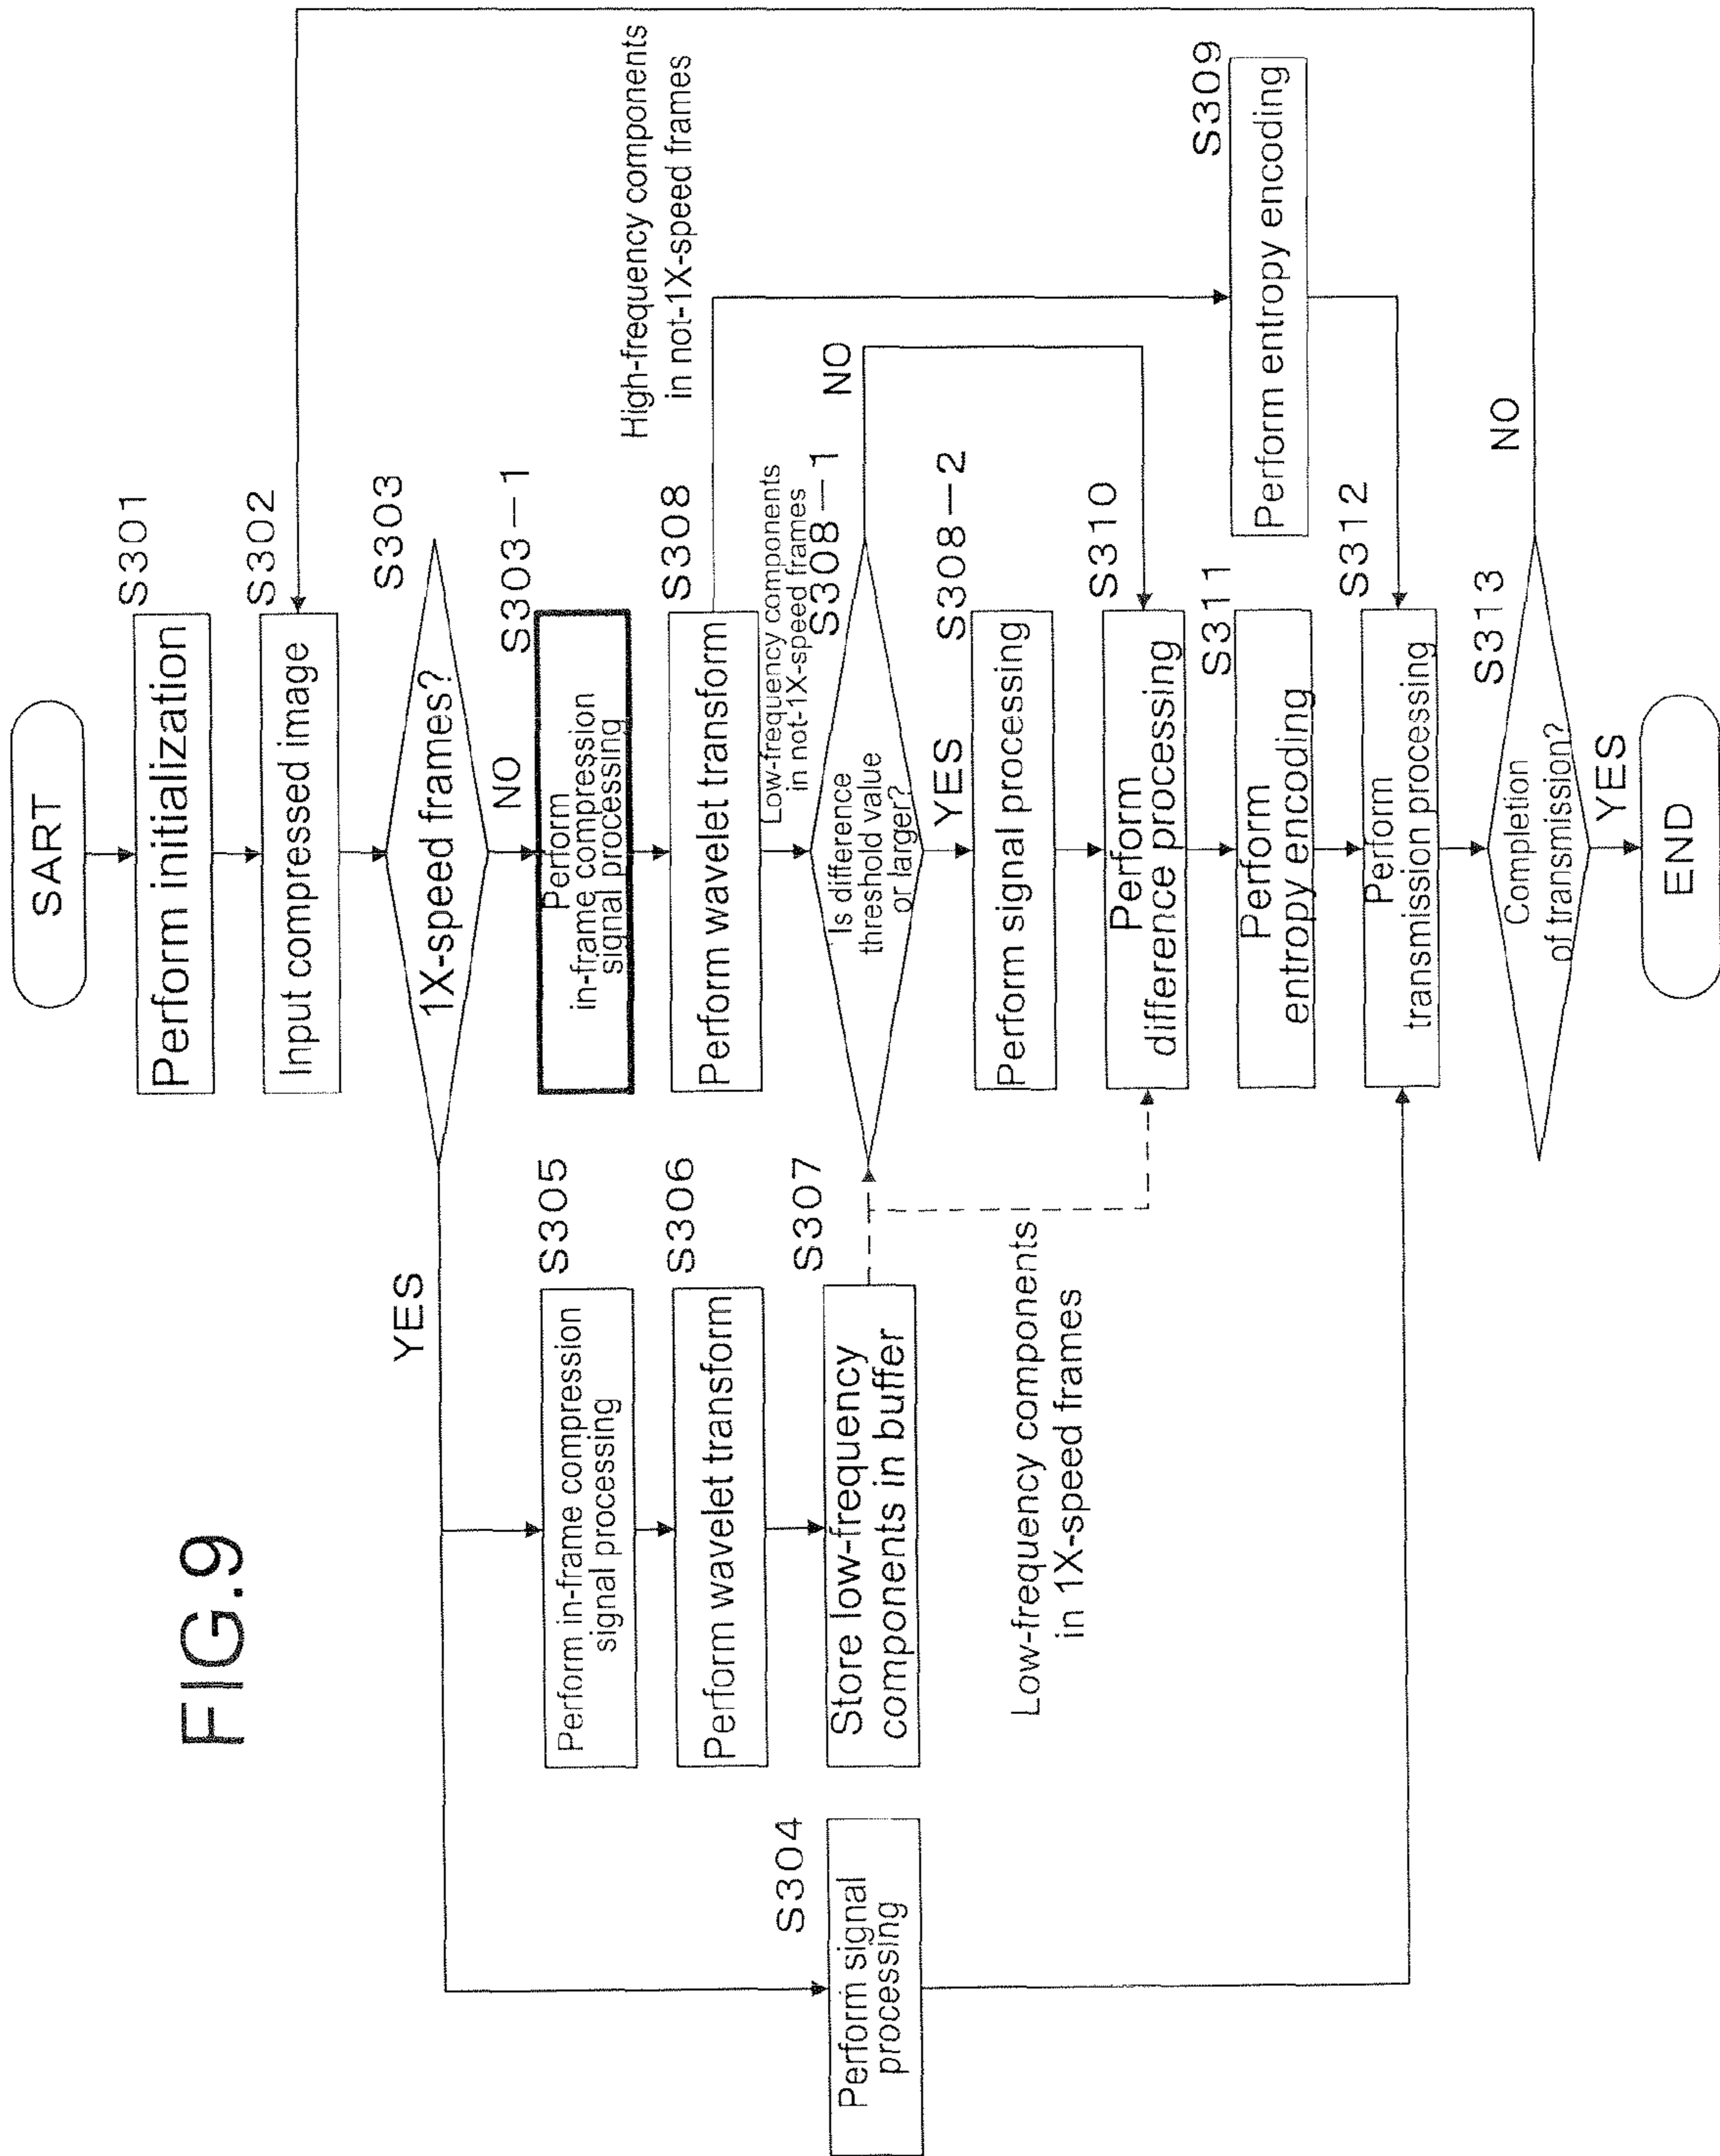 FIG.9
SART
S301
Perform initialization
S302
Input compressed image
S303
1X-speed frames?
YES
NO
S303-1
Perform
in-frame compression
signal processing
S305
Perform in-frame compression
signal processing
S306
Perform wavelet transform
S307
Store low-frequency
components in buffer
S304
Perform signal
processing
S308
Perform wavelet transform
High-frequency components
in not-1X-speed frames
Low-frequency components
in not-1X-speed frames
S308-1
Is difference
threshold value
or larger?
NO
YES
S308-2
Perform signal processing
Low-frequency components
in 1X-speed frames
S309
Perform entropy encoding
S310
Perform
difference processing
S311
Perform
entropy encoding
S312
Perform
transmission processing
S313
Completion
of transmission?
NO
YES
END